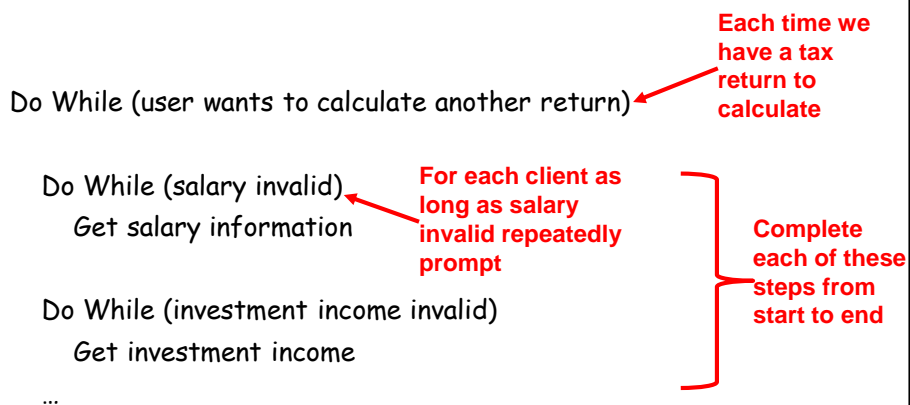 Each time we
have a tax
return to
calculate
Do While (user wants to calculate another return)
Do While (salary invalid)
Get salary information
For each client as
long as salary
invalid repeatedly
prompt
Complete
each of these
steps from
start to end
Do While (investment income invalid)
Get investment income
...